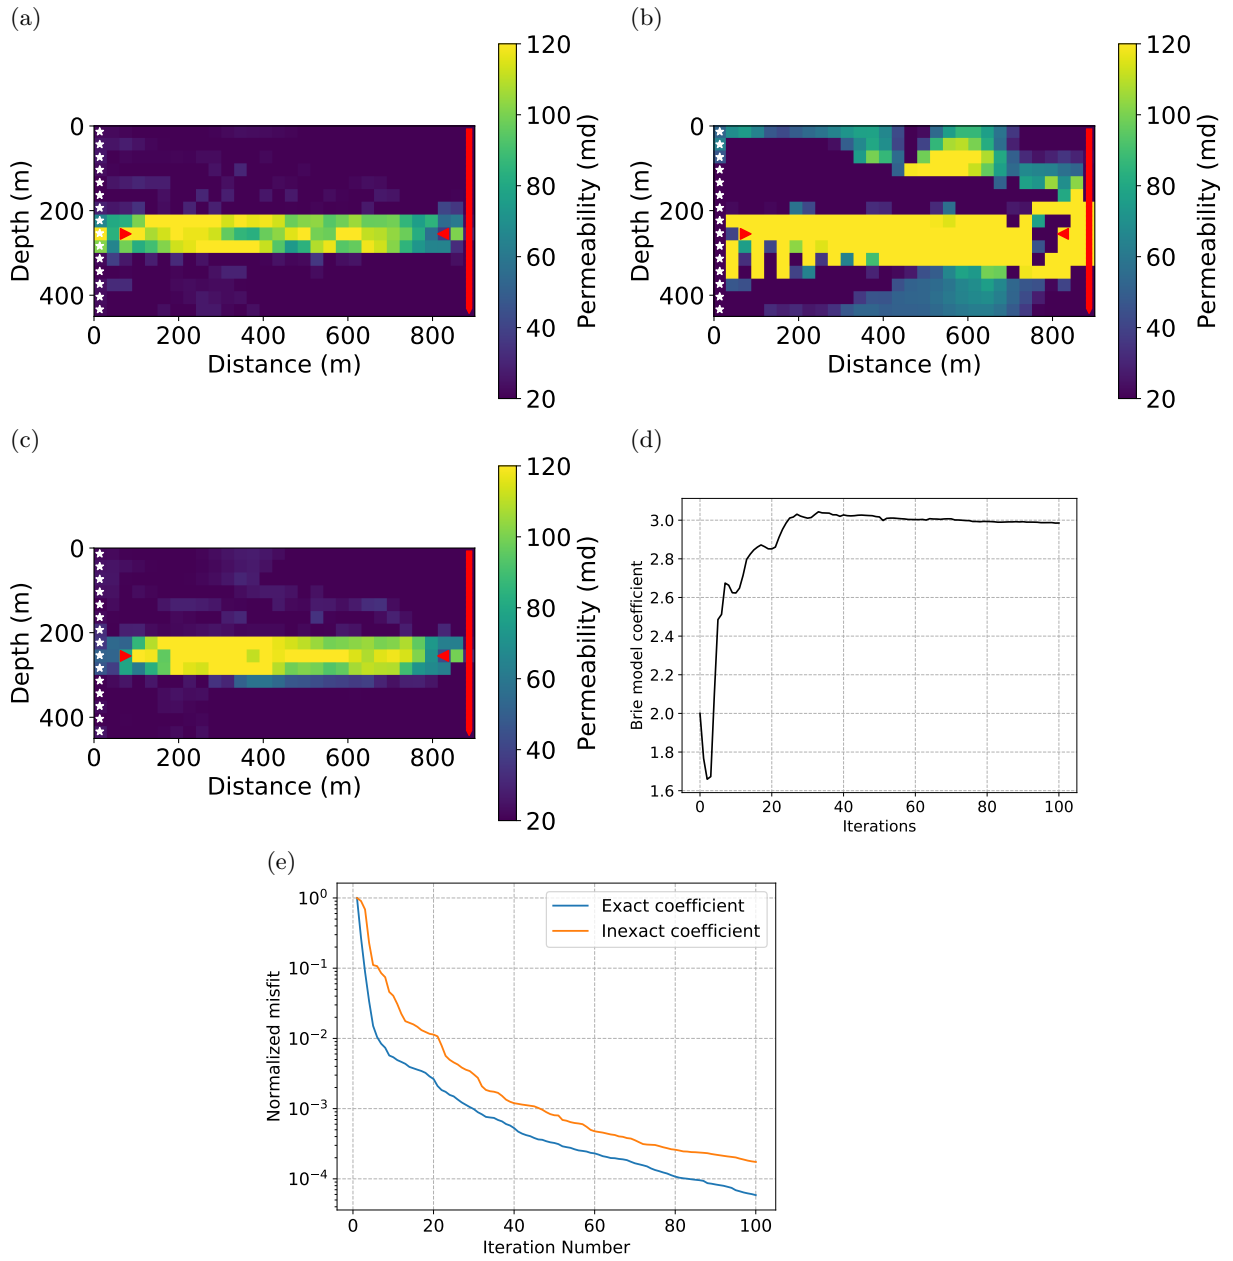 (a)
120
100
80
60
40
20
Permeability (md)
0
200
400
Depth (m)
0 200 400 600 800
Distance (m)
(b)
120
100
80
60
40
20
Permeability (md)
0
200
400
Depth (m)
0 200 400 600 800
Distance (m)
(c)
120
100
80
60
40
20
Permeability (md)
0
200
400
Depth (m)
0 200 400 600 800
Distance (m)
(d)
3.0
2.8
2.6
2.4
2.2
2.0
1.8
1.6
Brie model coefficient
0 20 40 60 80 100
Iterations
(e)
10⁰
10⁻¹
10⁻²
10⁻³
10⁻⁴
Normalized misfit
Exact coefficient
Inexact coefficient
0 20 40 60 80 100
Iteration Number